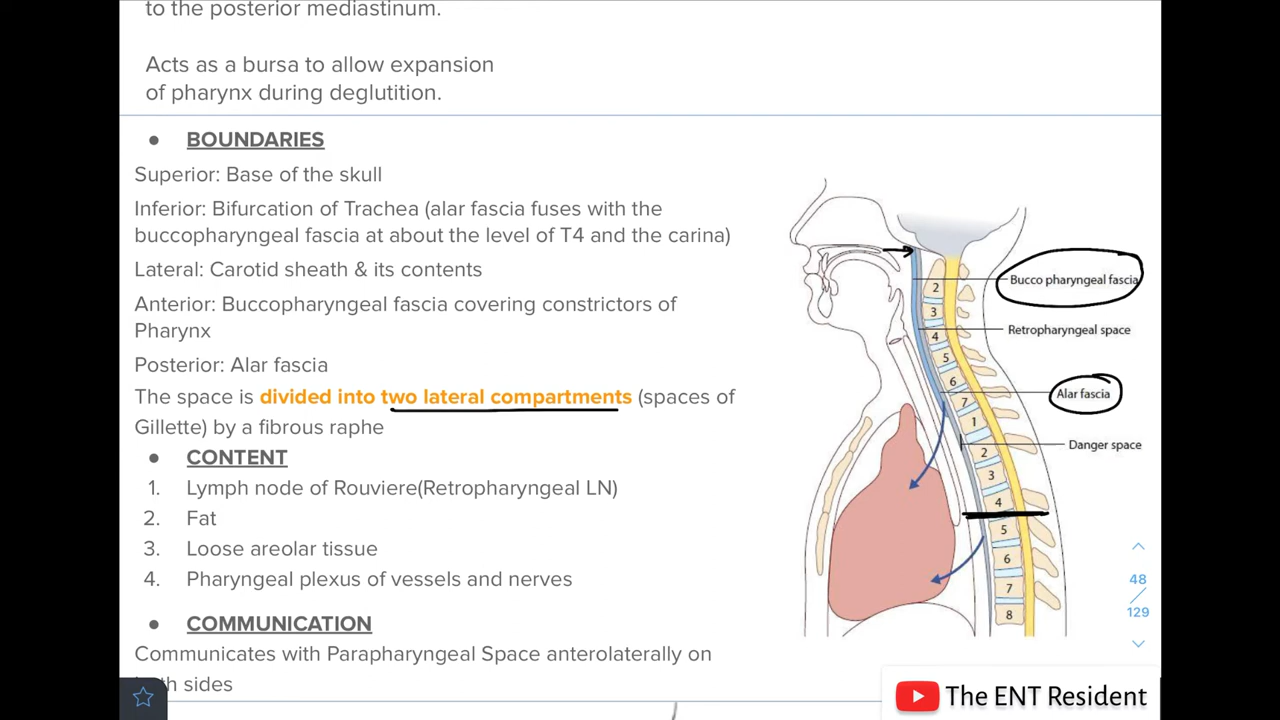 to the posterior mediastinum.
Acts as a bursa to allow expansion
of pharynx during deglutition.
● BOUNDARIES
Superior: Base of the skull
Inferior: Bifurcation of Trachea (alar fascia fuses with the
buccopharyngeal fascia at about the level of T4 and the carina)
Lateral: Carotid sheath & its contents
Anterior: Buccopharyngeal fascia covering constrictors of
Pharynx
Posterior: Alar fascia
The space is divided into two lateral compartments (spaces of
Gillette) by a fibrous raphe
● CONTENT
1. Lymph node of Rouviere(Retropharyngeal LN)
2. Fat
3. Loose areolar tissue
4. Pharyngeal plexus of vessels and nerves
● COMMUNICATION
Communicates with Parapharyngeal Space anterolaterally on
th sides
Bucco pharyngeal fascia
Retropharyngeal space
Alar fascia
Danger space
2
3
4
5
6
7
1
2
3
4
5
6
7
8
48
129
The ENT Resident